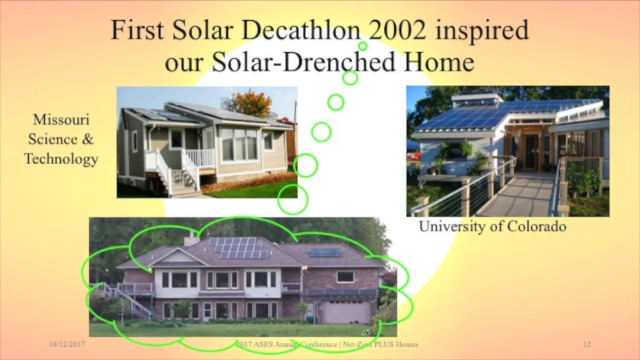 First Solar Decathlon 2002 inspired
our Solar-Drenched Home
Missouri
Science &
Technology
University of Colorado
10/12/2017
2017 ASES Annual Conference | Net-Zero PLUS Homes
12